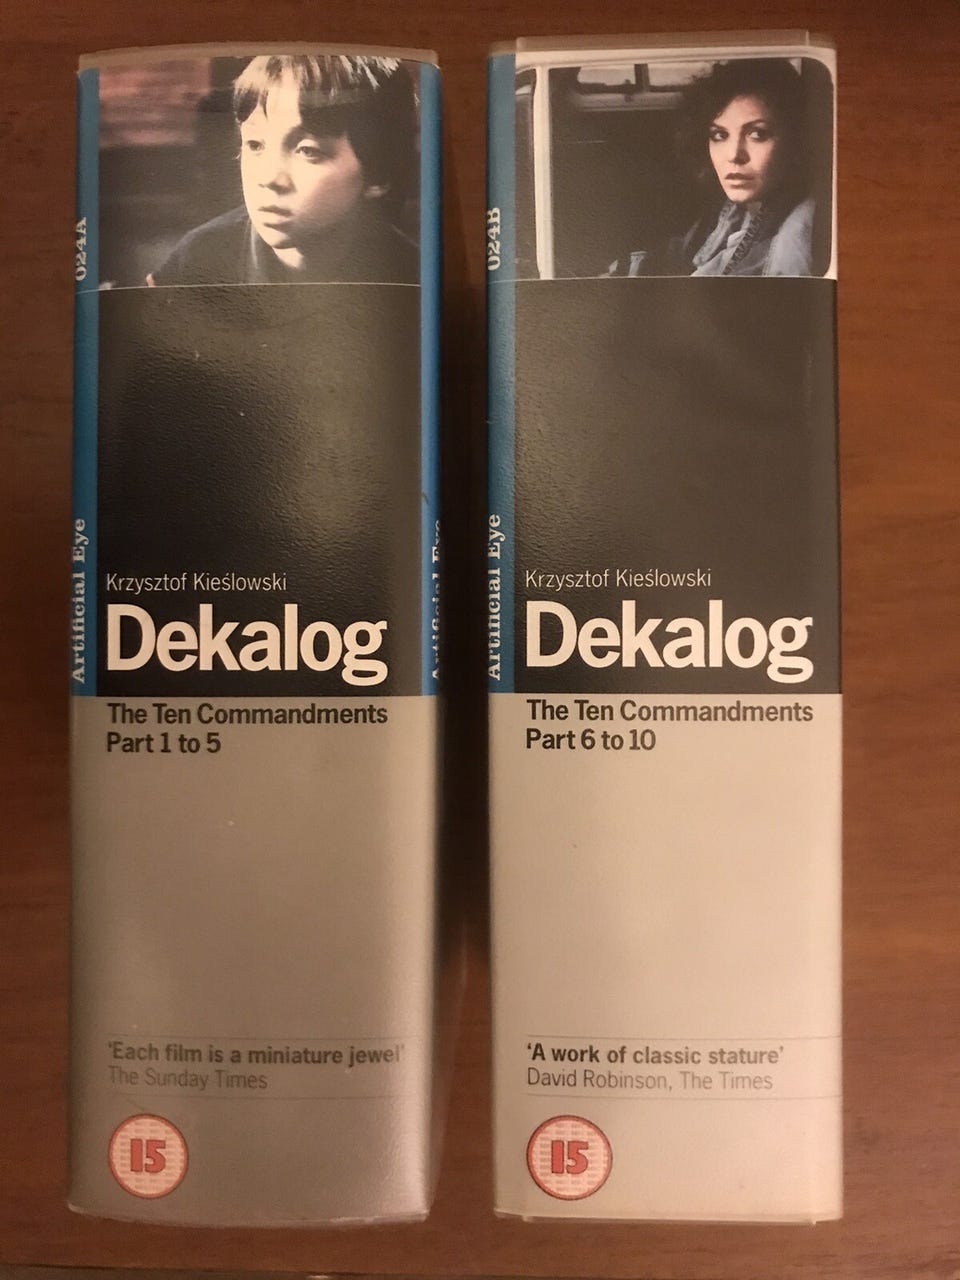 024A
Artificial Eye
Krzysztof Kieślowski
Dekalog
The Ten Commandments
Part 1 to 5
'Each film is a miniature jewel'
The Sunday Times
15
Artificial Eye
024B
Artificial Eye
Krzysztof Kieślowski
Dekalog
The Ten Commandments
Part 6 to 10
'A work of classic stature'
David Robinson, The Times
15